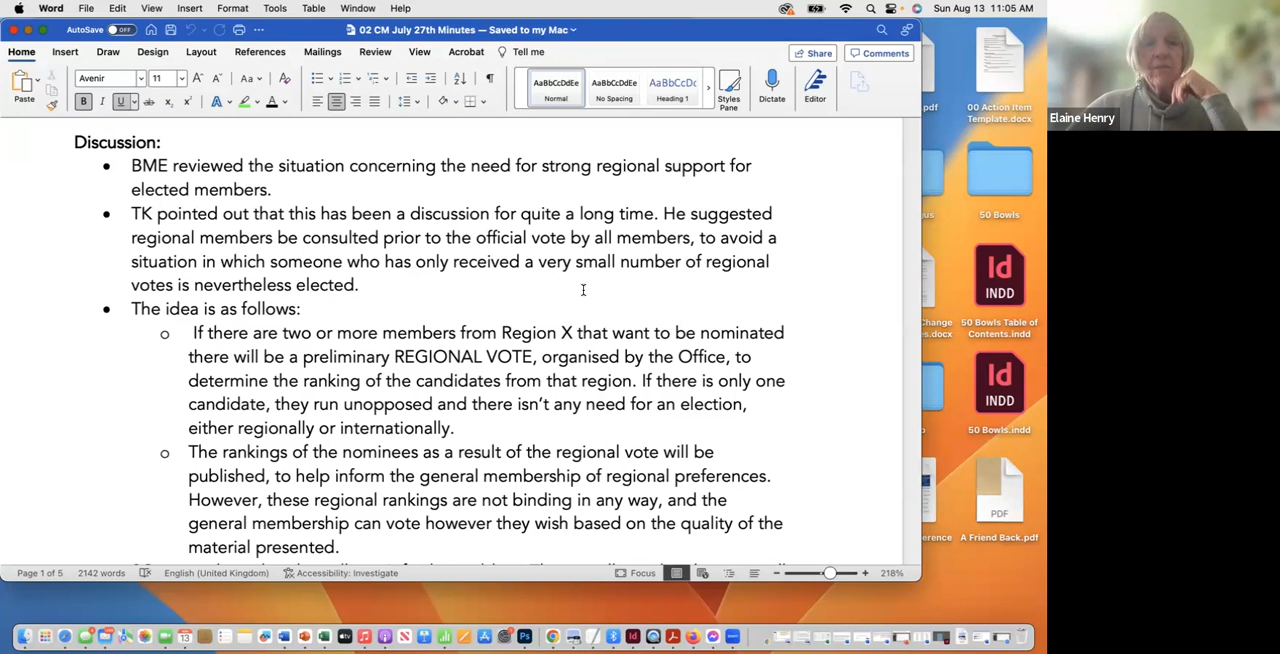 Word File Edit View Insert Format Tools Table Window Help Sun Aug 13 11:05 AM
AutoSave OFF 02 CM July 27th Minutes — Saved to my Mac
Home Insert Draw Design Layout References Mailings Review View Acrobat Tell me Share Comments
Paste Avenir 11 A A Aa
B I U ab x₂ x² A A
AaBbCcDdEe AaBbCcDdEe AaBbCcDc
Normal No Spacing Heading 1
Styles Pane
Dictate
Editor
Discussion:
• BME reviewed the situation concerning the need for strong regional support for
elected members.
• TK pointed out that this has been a discussion for quite a long time. He suggested
regional members be consulted prior to the official vote by all members, to avoid a
situation in which someone who has only received a very small number of regional
votes is nevertheless elected.
• The idea is as follows:
o If there are two or more members from Region X that want to be nominated
there will be a preliminary REGIONAL VOTE, organised by the Office, to
determine the ranking of the candidates from that region. If there is only one
candidate, they run unopposed and there isn’t any need for an election,
either regionally or internationally.
o The rankings of the nominees as a result of the regional vote will be
published, to help inform the general membership of regional preferences.
However, these regional rankings are not binding in any way, and the
general membership can vote however they wish based on the quality of the
material presented.
Page 1 of 5 2142 words English (United Kingdom) Accessibility: Investigate Focus 218%
.pdf
00 Action Item
Template.docx
50 Bowls
Id
INDD
Change
es.docx
50 Bowls Table of
Contents.indd
Id
INDD
50 Bowls.indd
PDF
erence
A Friend Back.pdf
Elaine Henry